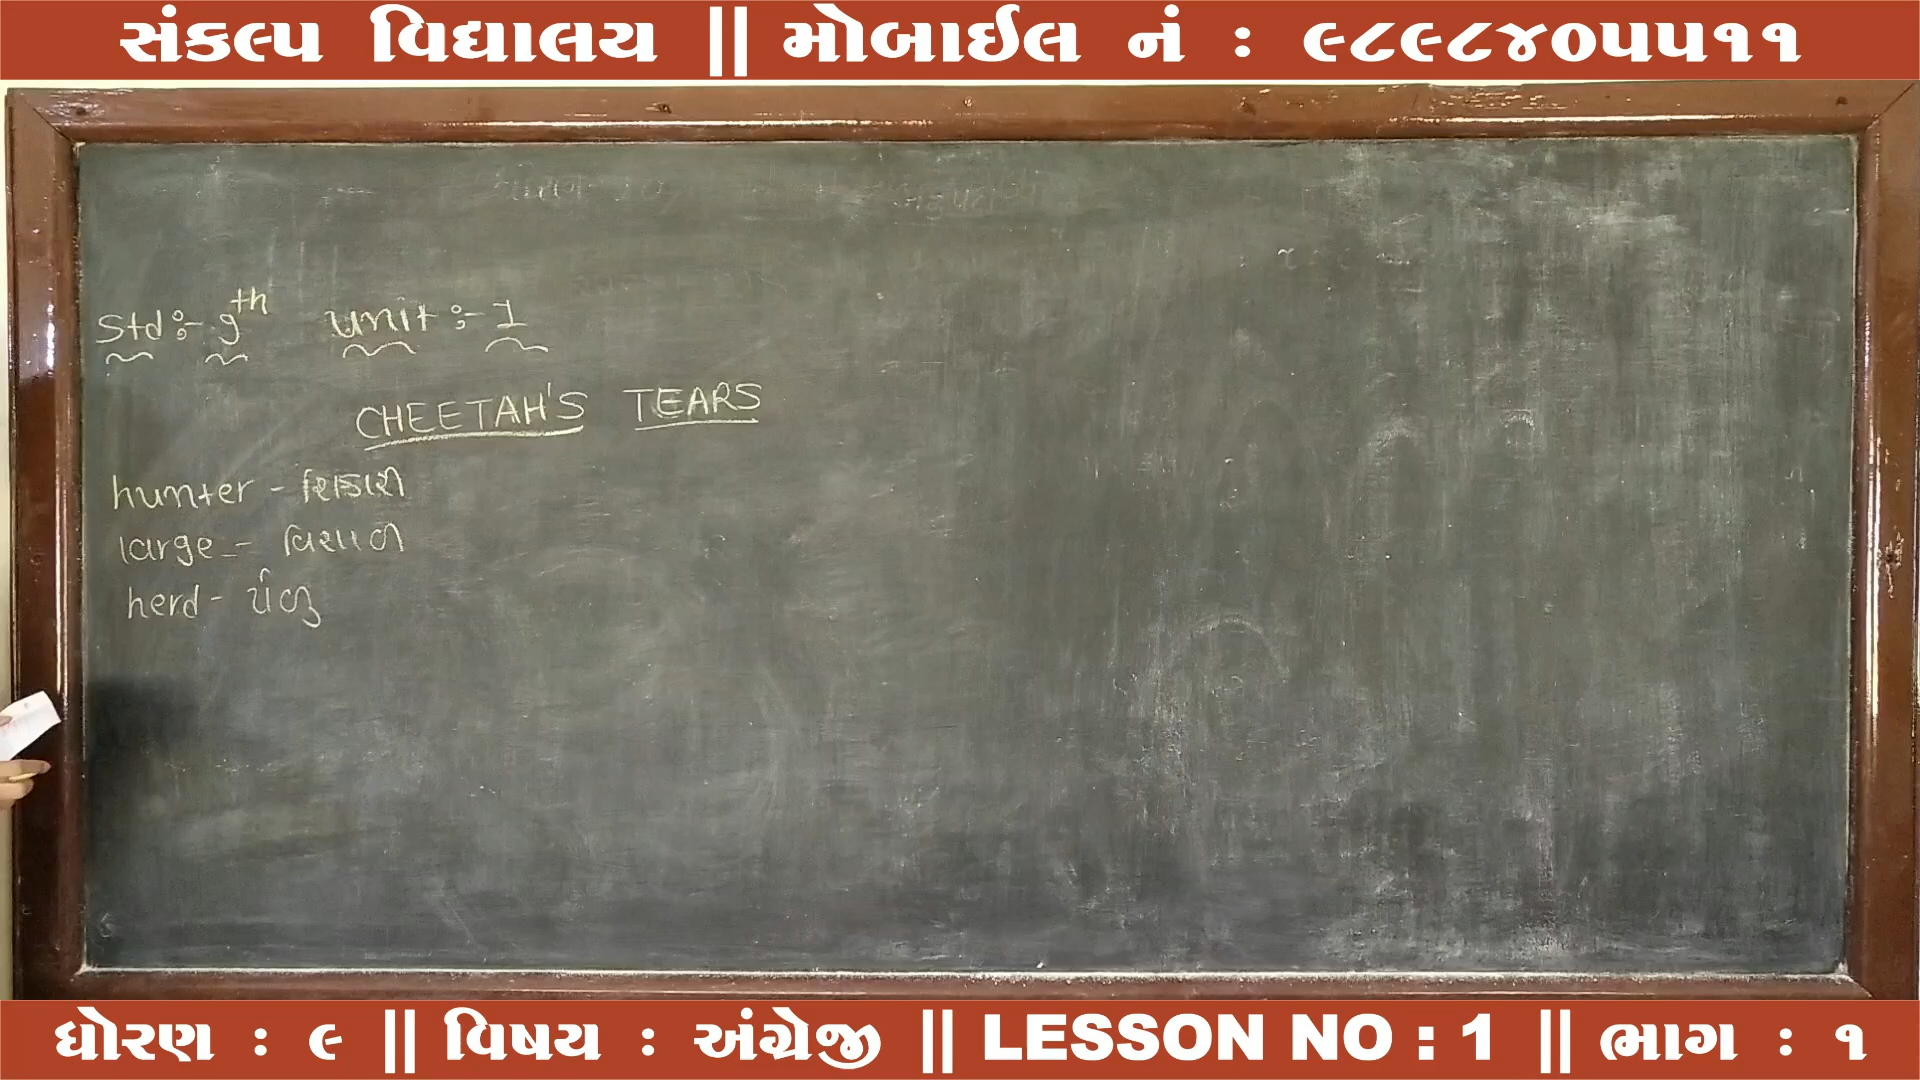 સંકલ્પ વિદ્યાલય || મોબાઈલ નં : ૯૮૯૮૪૦૫૫૧૧
Std :- 9th unit :- 1
CHEETAH'S TEARS
hunter - શિકારી
large - વિશાળ
herd -
ધોરણ : ૯ || વિષય : અંગ્રેજી || LESSON NO : 1 || ભાગ : ૧